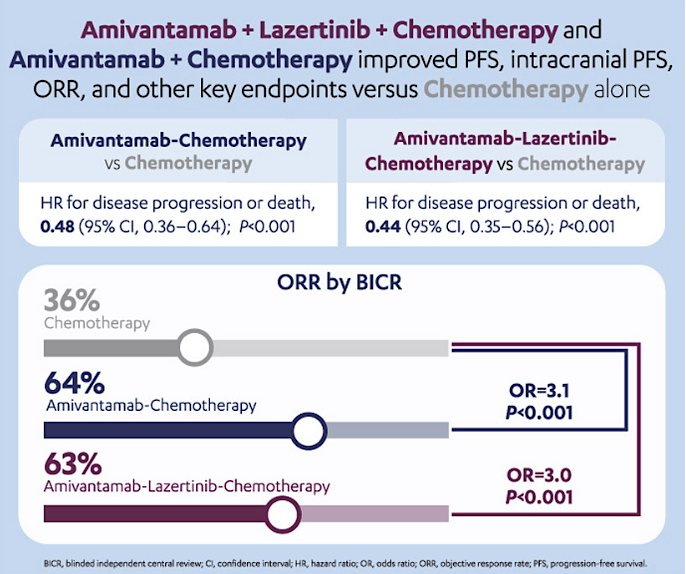 Amivantamab + Lazertinib + Chemotherapy and
Amivantamab + Chemotherapy improved PFS, intracranial PFS,
ORR, and other key endpoints versus Chemotherapy alone
Amivantamab-Chemotherapy
vs Chemotherapy
HR for disease progression or death,
0.48 (95% CI, 0.36–0.64); P<0.001
Amivantamab-Lazertinib-
Chemotherapy vs Chemotherapy
HR for disease progression or death,
0.44 (95% CI, 0.35–0.56); P<0.001
ORR by BICR
36%
Chemotherapy
64%
Amivantamab-Chemotherapy
OR=3.1
P<0.001
63%
Amivantamab-Lazertinib-Chemotherapy
OR=3.0
P<0.001
BICR, blinded independent central review; CI, confidence interval; HR, hazard ratio; OR, odds ratio; ORR, objective response rate; PFS, progression-free survival.